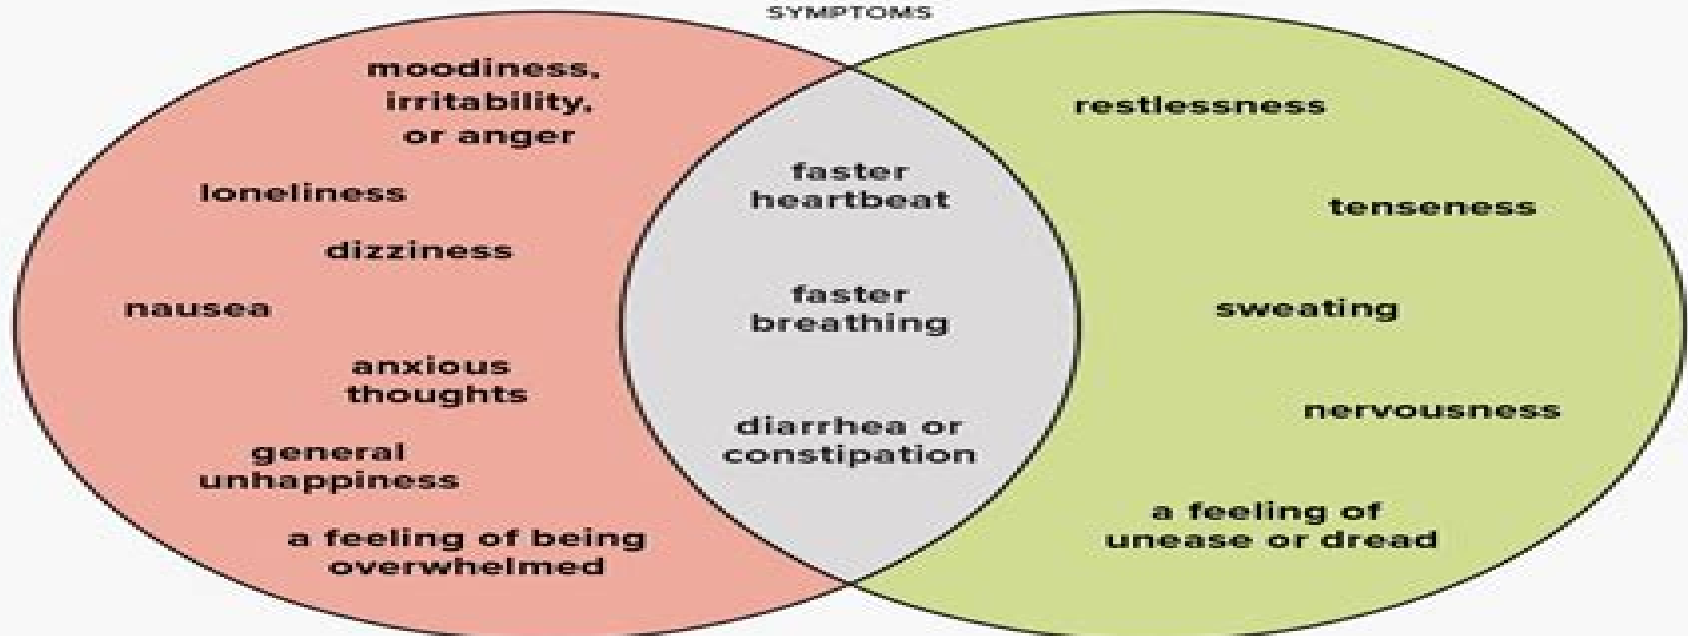 SYMPTOMS
moodiness,
irritability,
or anger
loneliness
dizziness
nausea
anxious
thoughts
general
unhappiness
a feeling of being
overwhelmed
faster
heartbeat
faster
breathing
diarrhea or
constipation
restlessness
tenseness
sweating
nervousness
a feeling of
unease or dread